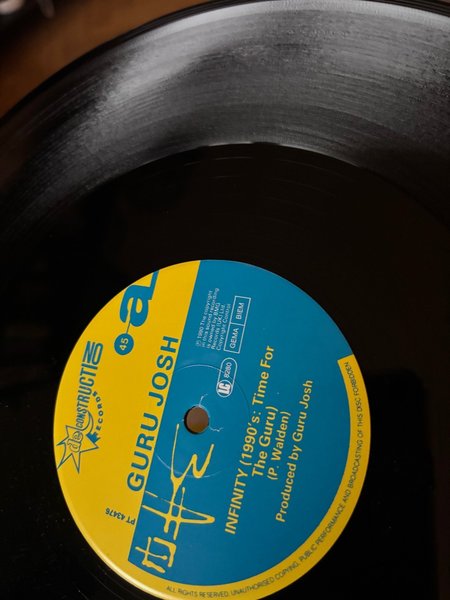 deCONSTRUCTION
RECORDS
45
a
GURU JOSH
PT 43476
LC 8280
GEMA BIEM
INFINITY (1990's: Time For
The Guru)
(P. Walden)
Produced by Guru Josh
ALL RIGHTS RESERVED. UNAUTHORISED COPYING, PUBLIC PERFORMANCE AND BROADCASTING OF THIS DISC FORBIDDEN